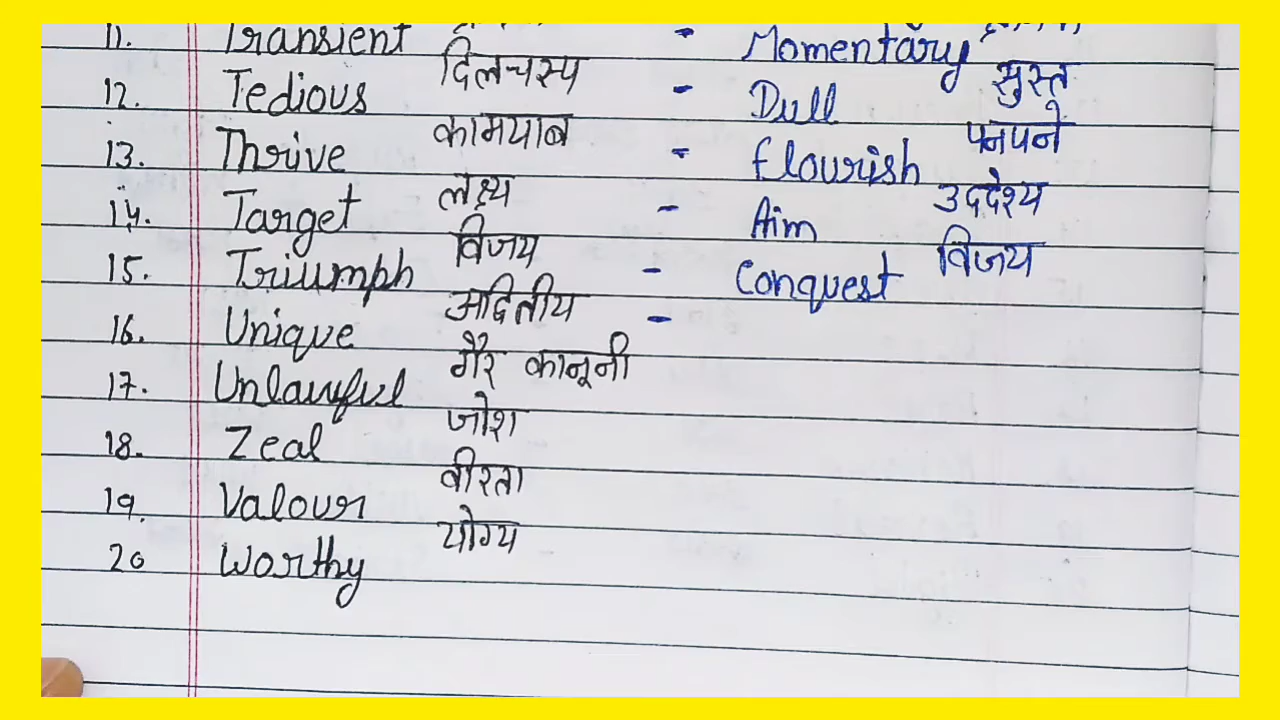 11. Transient - Momentary
12. Tedious दिलचस्प - Dull सुस्त
13. Thrive कामयाब - flourish पनपने
14. Target लक्ष्य - Aim उददेश्य
15. Triumph विजय - Conquest विजय
16. Unique अद्वितीय -
17. Unlawful गैर कानूनी
18. Zeal जोश
19. Valour वीरता
20 Worthy योग्य